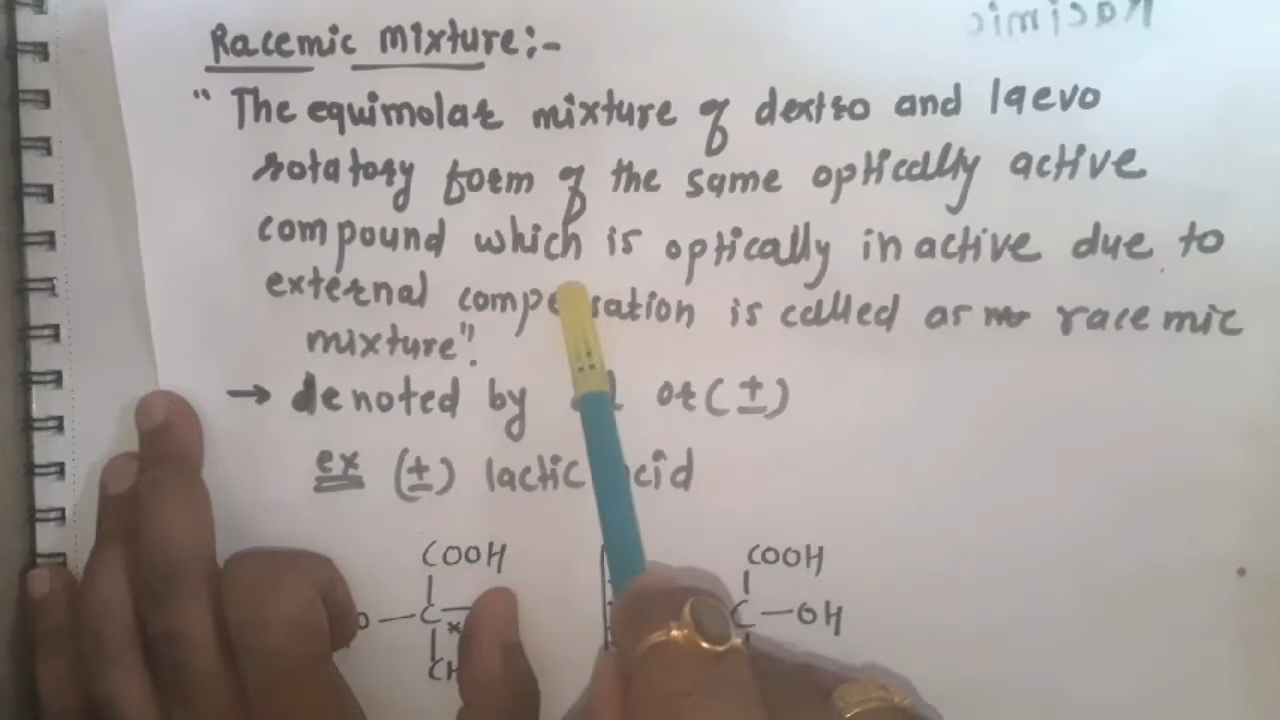 Racimic
Racemic mixture:-
" The equimolar mixture of dextro and laevo
rotatory form of the same optically active
compound which is optically inactive due to
external is called as racemic
mixture".
→ denoted by or (±)
ex (±) lactic
COOH COOH
C C — OH
*